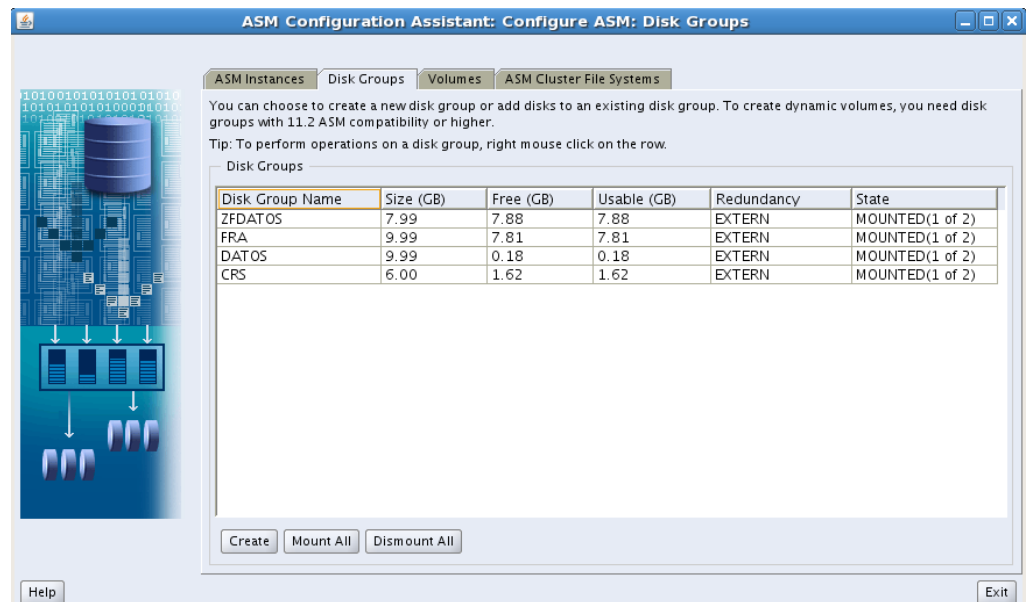 ASM Configuration Assistant: Configure ASM: Disk Groups
ASM Instances Disk Groups Volumes ASM Cluster File Systems
You can choose to create a new disk group or add disks to an existing disk group. To create dynamic volumes, you need disk
groups with 11.2 ASM compatibility or higher.
Tip: To perform operations on a disk group, right mouse click on the row.
Disk Groups
Disk Group Name Size (GB) Free (GB) Usable (GB) Redundancy State
ZFDATOS 7.99 7.88 7.88 EXTERN MOUNTED(1 of 2)
FRA 9.99 7.81 7.81 EXTERN MOUNTED(1 of 2)
DATOS 9.99 0.18 0.18 EXTERN MOUNTED(1 of 2)
CRS 6.00 1.62 1.62 EXTERN MOUNTED(1 of 2)
Create Mount All Dismount All
Help Exit